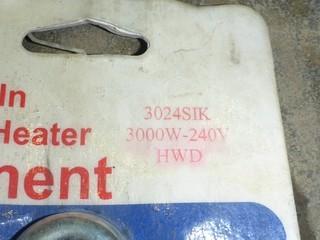 In
Heater
ment
3024SIK
3000W-240V
HWD